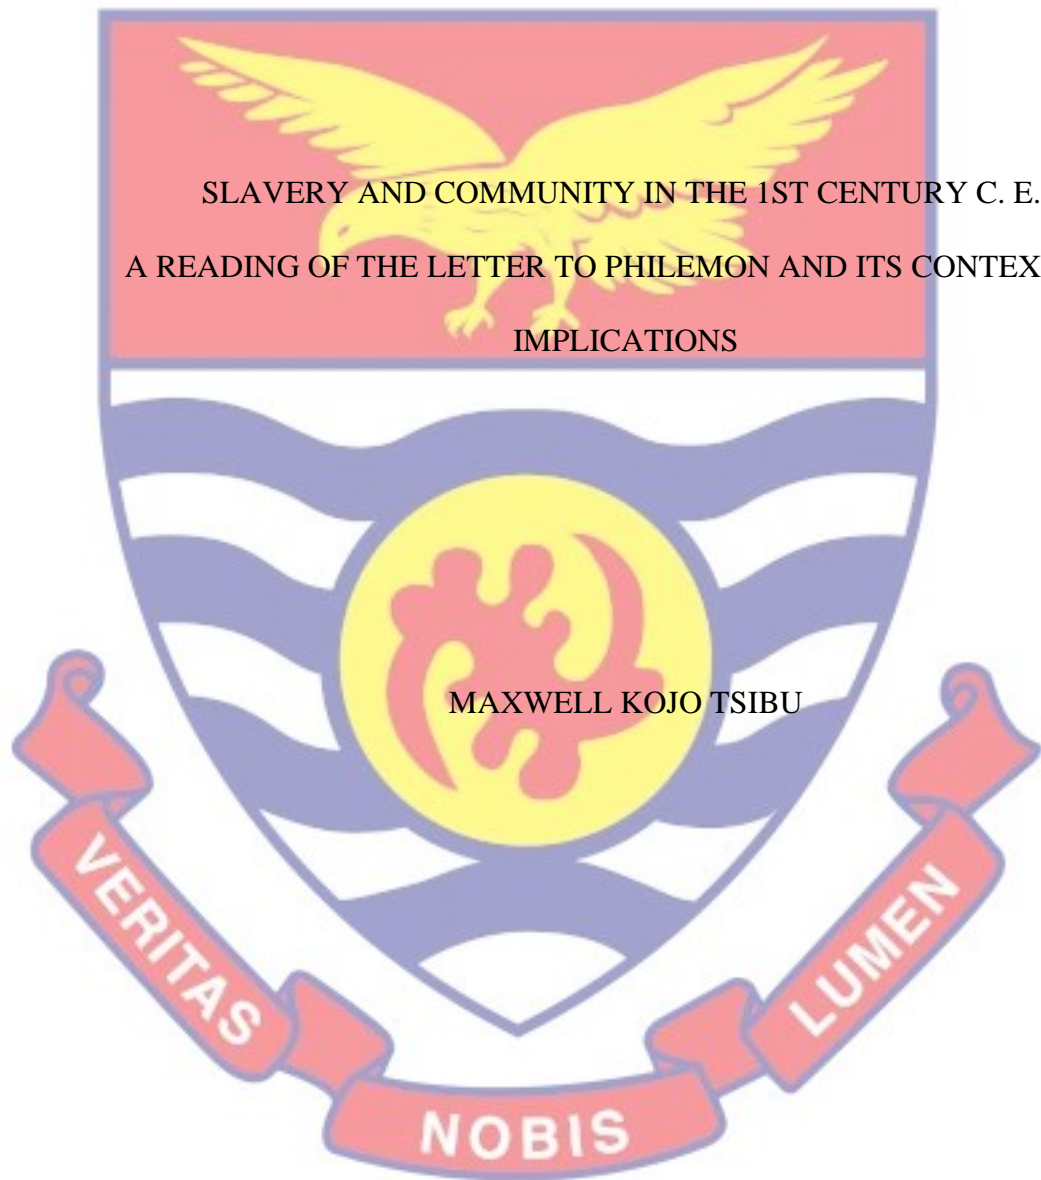 SLAVERY AND COMMUNITY IN THE 1ST CENTURY C. E.
A READING OF THE LETTER TO PHILEMON AND ITS CONTEX
IMPLICATIONS
MAXWELL KOJO TSIBU
VERITAS
NOBIS
LUMEN